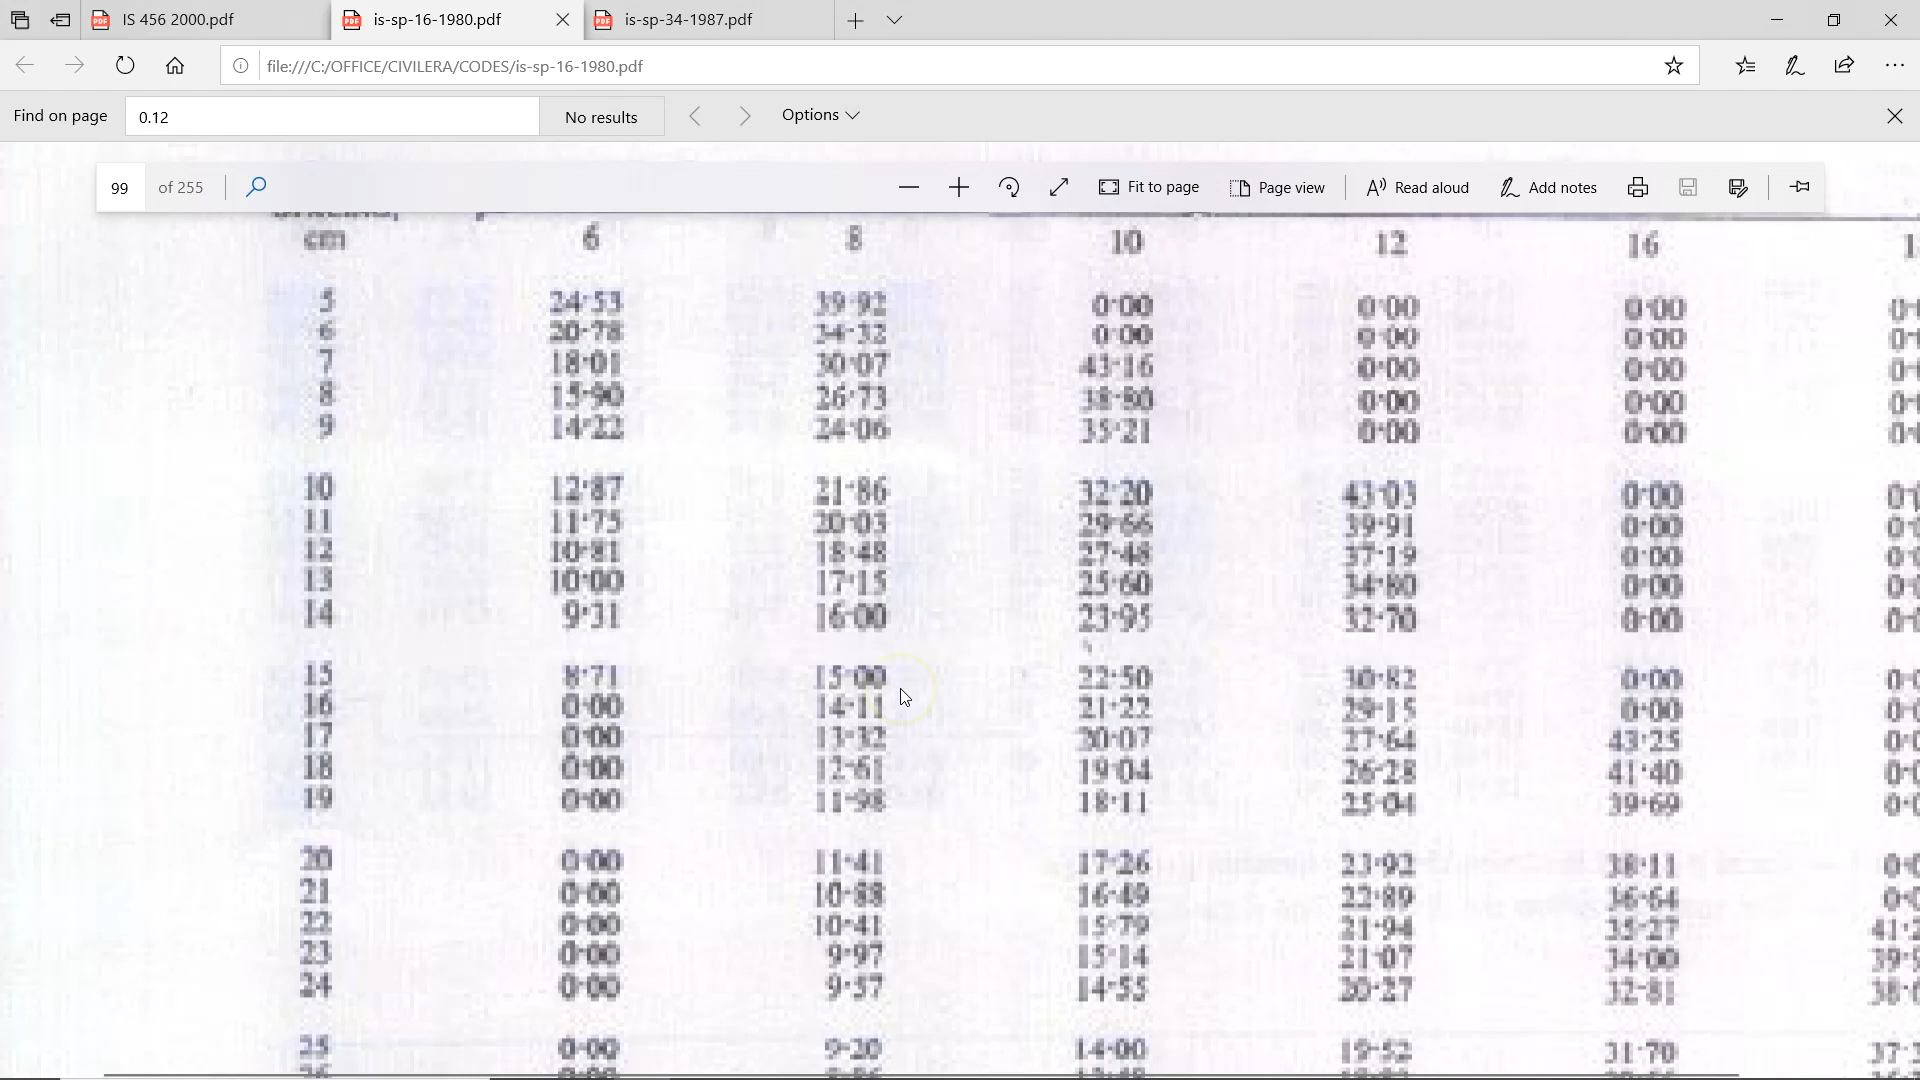 IS 456 2000.pdf is-sp-16-1980.pdf is-sp-34-1987.pdf
file:///C:/OFFICE/CIVILERA/CODES/is-sp-16-1980.pdf
Find on page 0.12 No results Options
99 of 255 Fit to page Page view Read aloud Add notes
cm 6 8 10 12 16
5 24·53 39·92 0·00 0·00 0·00
6 20·78 34·32 0·00 0·00 0·00
7 18·01 30·07 43·16 0·00 0·00
8 15·90 26·73 38·80 0·00 0·00
9 14·22 24·06 35·21 0·00 0·00
10 12·87 21·86 32·20 43·03 0·00
11 11·75 20·03 29·66 39·91 0·00
12 10·81 18·48 27·48 37·19 0·00
13 10·00 17·15 25·60 34·80 0·00
14 9·31 16·00 23·95 32·70 0·00
15 8·71 15·00 22·50 30·82 0·00
16 0·00 14·11 21·22 29·15 0·00
17 0·00 13·32 20·07 27·64 43·25
18 0·00 12·61 19·04 26·28 41·40
19 0·00 11·98 18·11 25·04 39·69
20 0·00 11·41 17·26 23·92 38·11
21 0·00 10·88 16·49 22·89 36·64
22 0·00 10·41 15·79 21·94 35·27
23 0·00 9·97 15·14 21·07 34·00
24 0·00 9·57 14·55 20·27 32·81
25 0·00 9·20 14·00 19·52 31·70